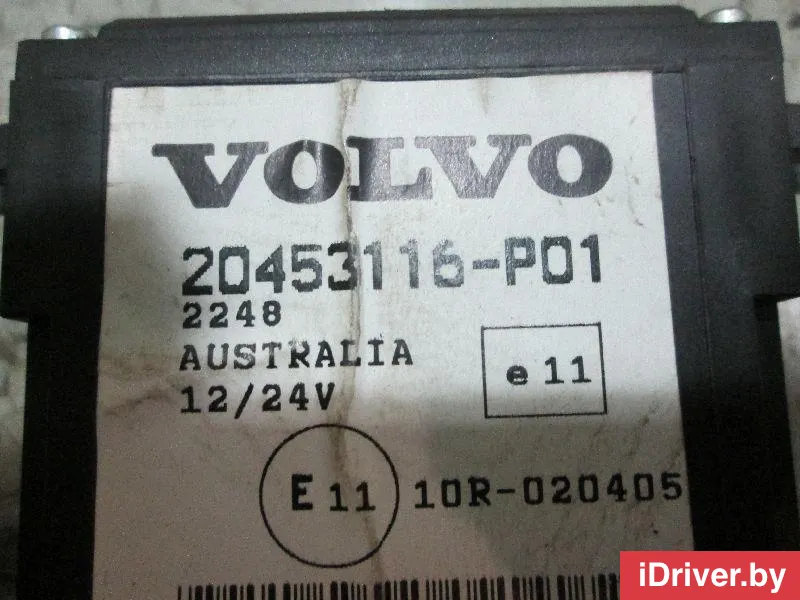 VOLVO
20453116-P01
2248
AUSTRALIA
12/24V
e 11
E 11 10R-020405
iDriver.by